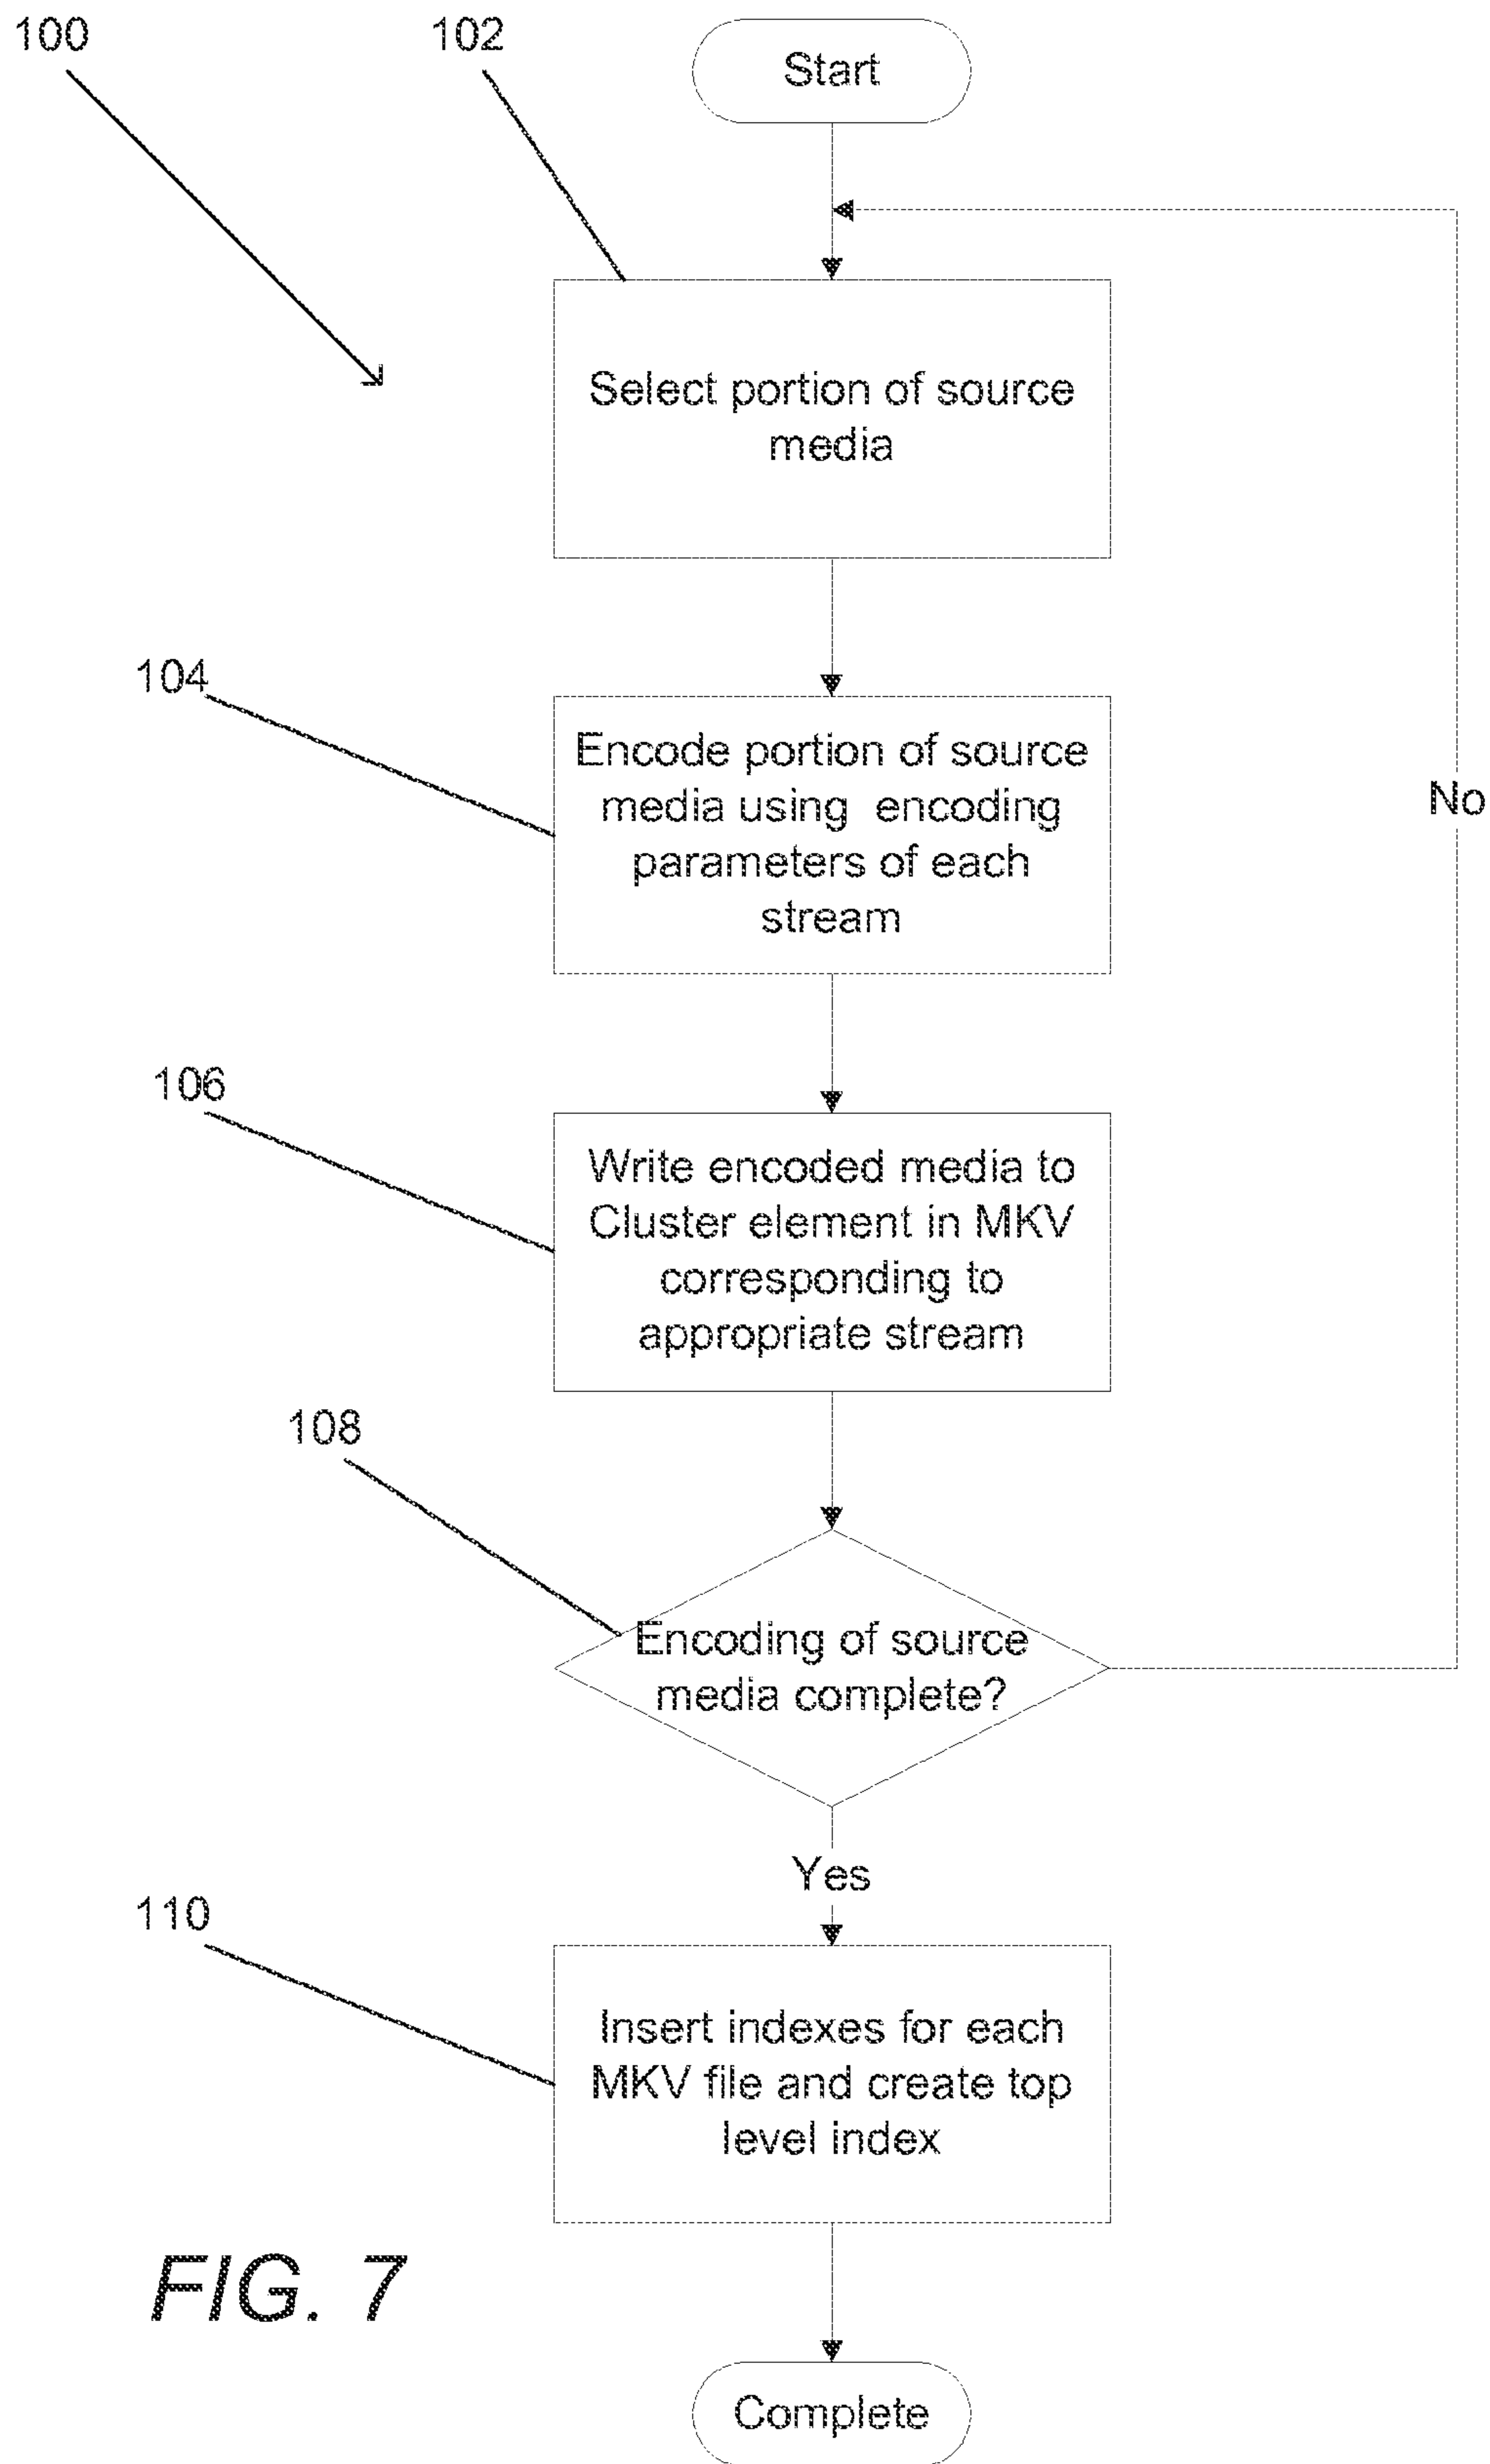 100
102
Start
Select portion of source
media
104
Encode portion of source
media using encoding
parameters of each
stream
No
106
Write encoded media to
Cluster element in MKV
corresponding to
appropriate stream
108
Encoding of source
media complete?
Yes
110
Insert indexes for each
MKV file and create top
level index
FIG. 7
Complete